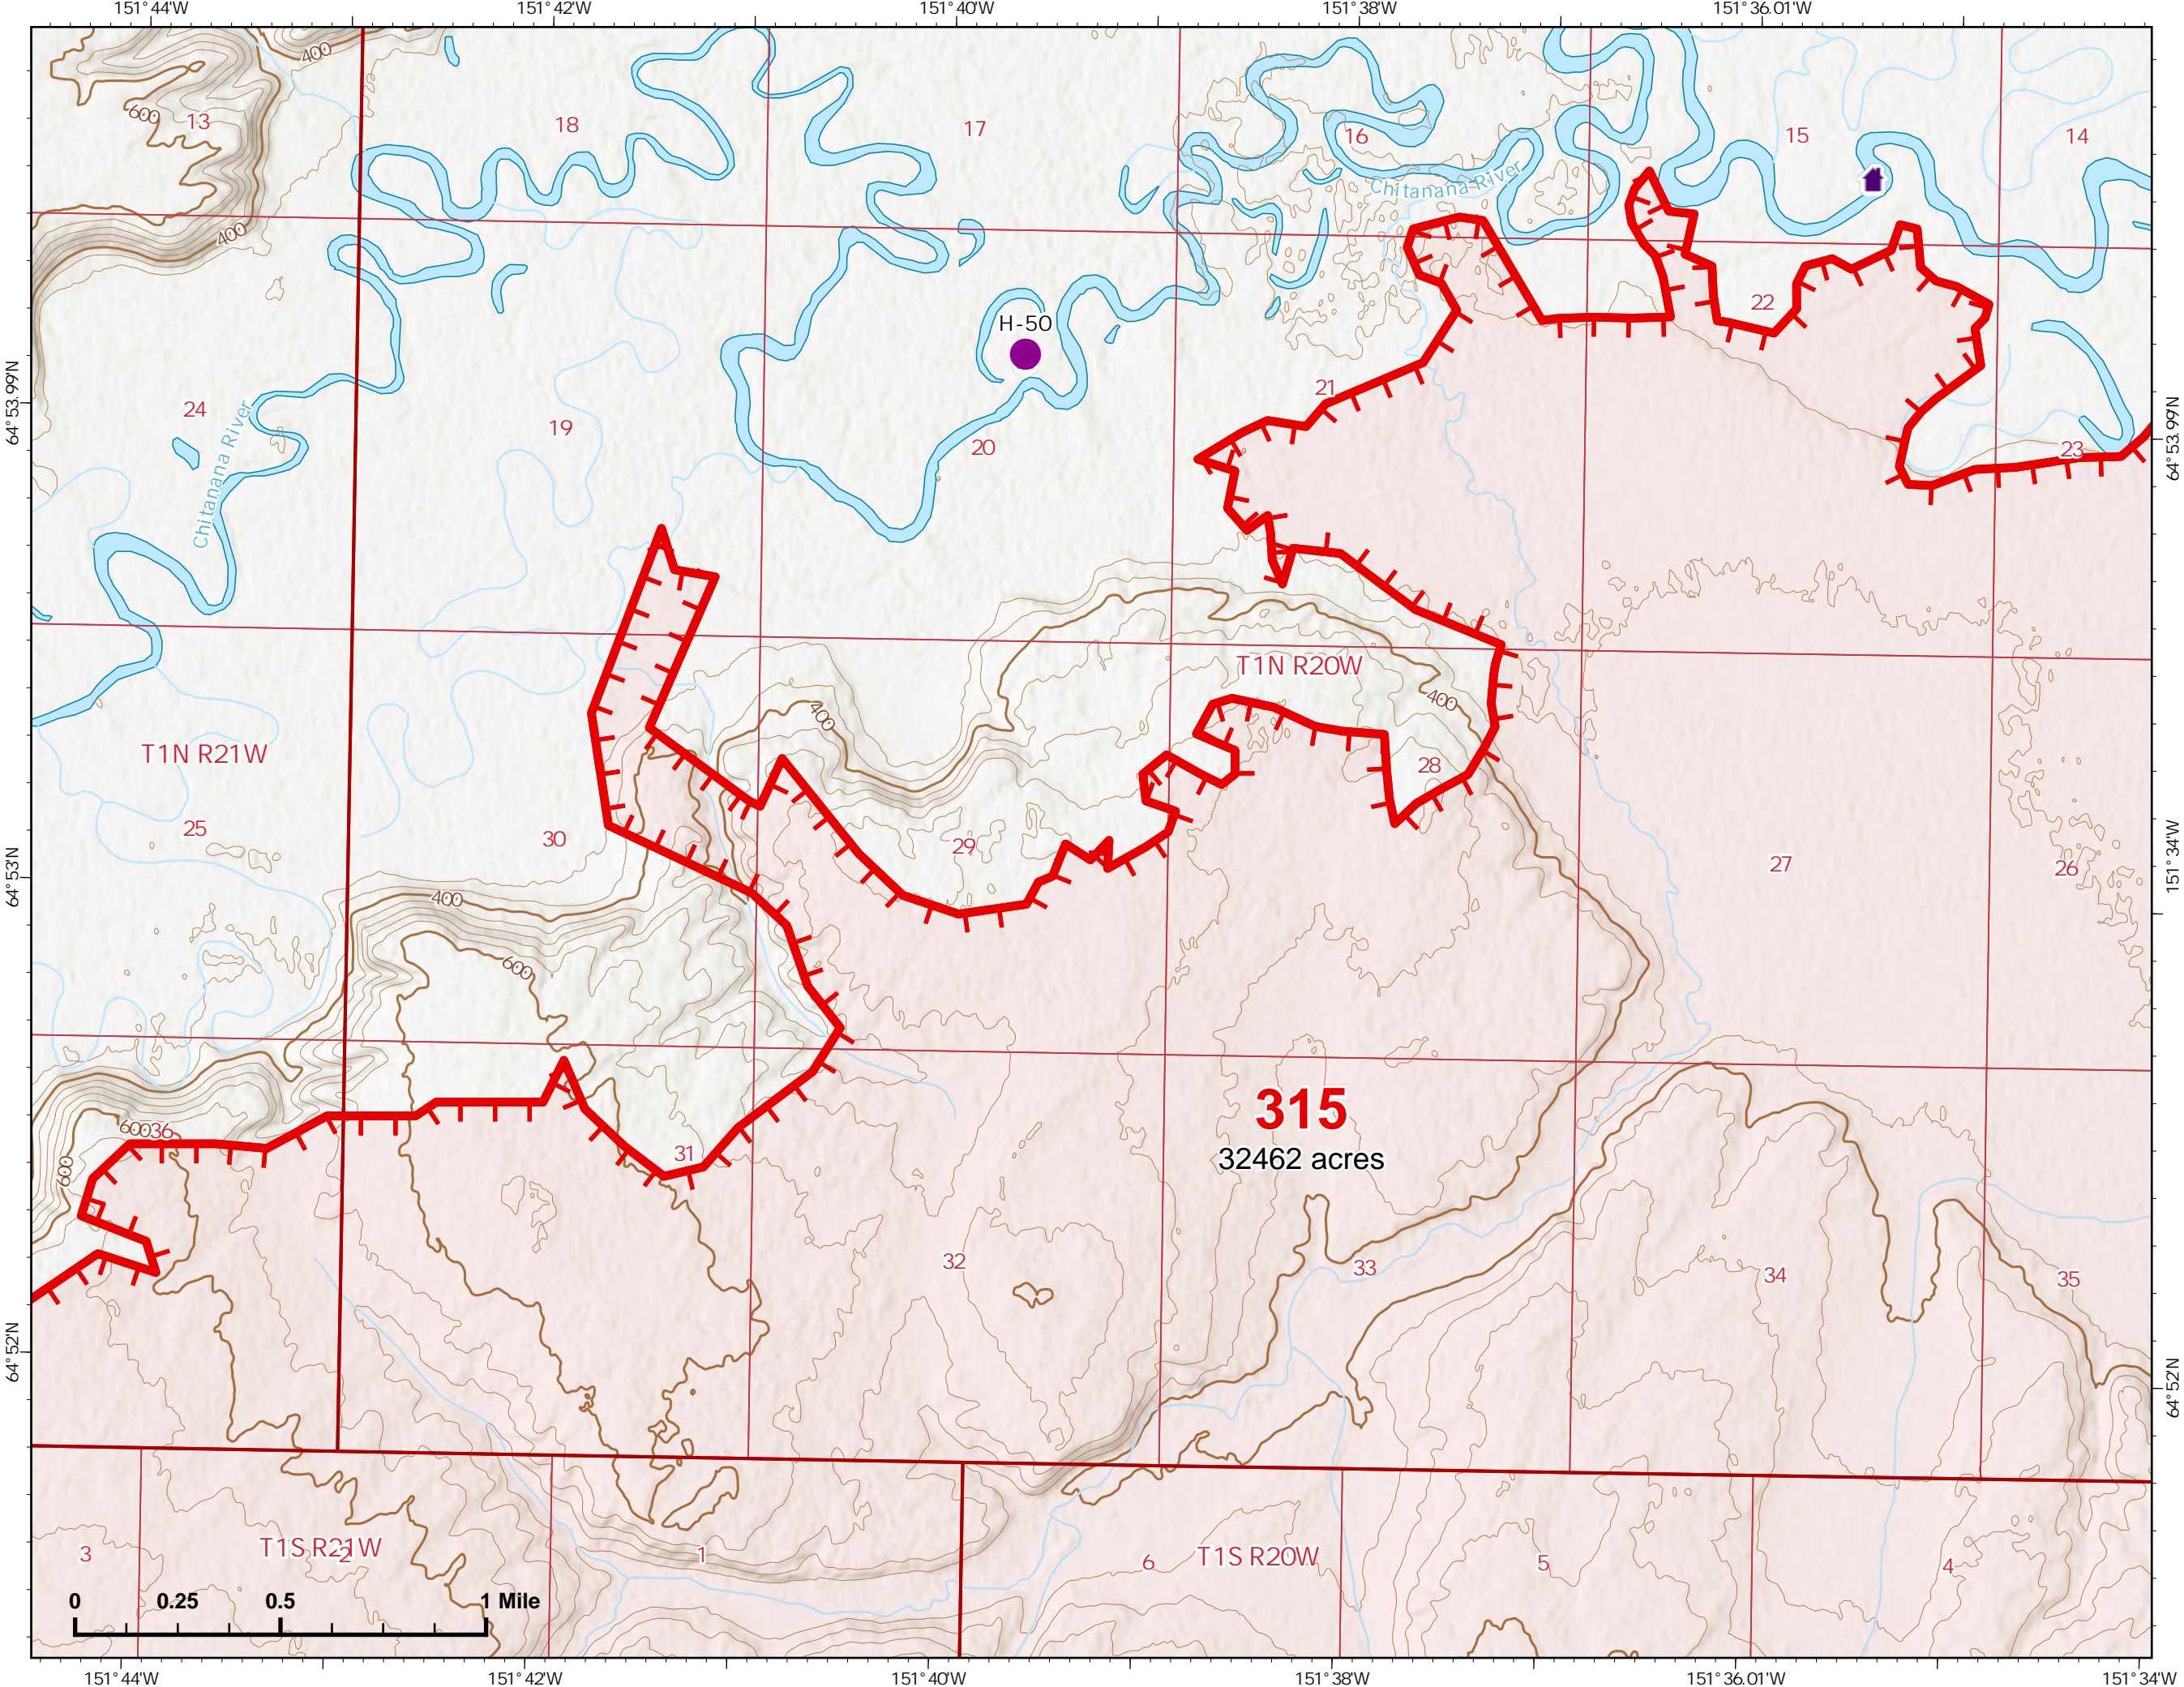 151°44'W 151°42'W 151°40'W 151°38'W 151°36.01'W
400
600
13
18
17
16
15
14
Chitanana River
400
22
H-50
21
24
19
20
23
64°53.99'N
64°53.99'N
Chitanana River
T1N R20W
400
400
T1N R21W
28
25
30
29
27
26
64°53'N
151°34'W
400
600
315
32462 acres
600
36
31
600
32
33
34
35
64°52'N
64°52'N
3
T1S R21W
2
1
6
T1S R20W
5
4
0 0.25 0.5 1 Mile
151°44'W 151°42'W 151°40'W 151°38'W 151°36.01'W 151°34'W